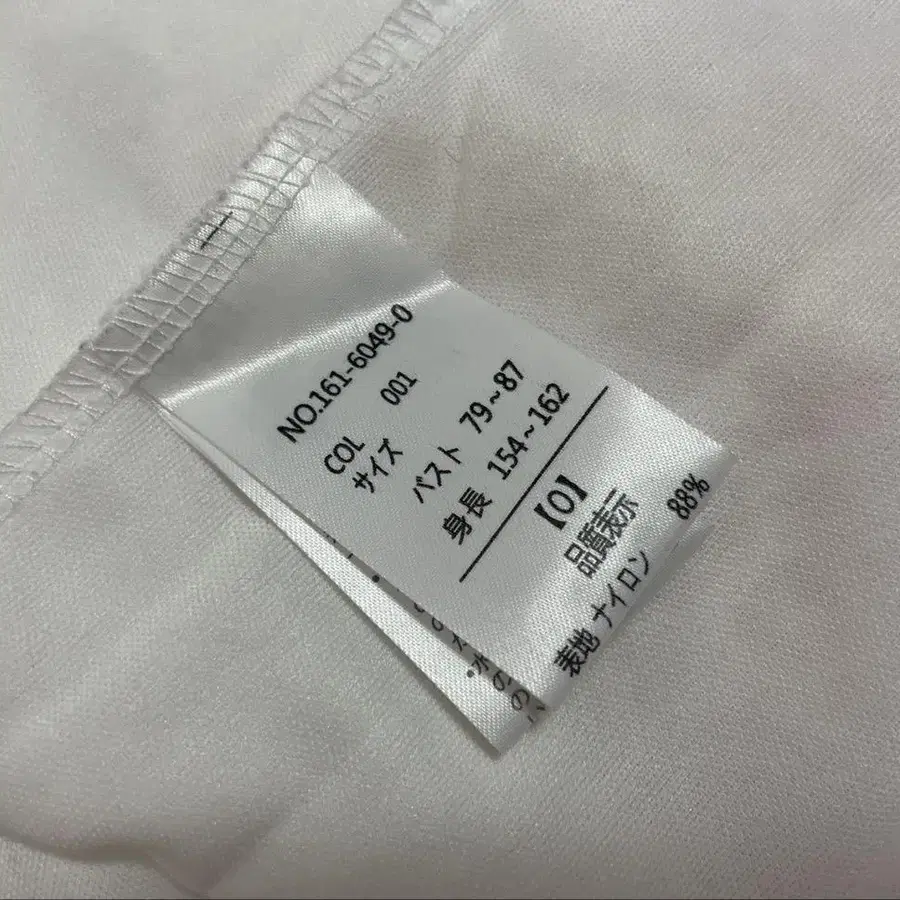 NO.161-6049-0
COL 001
サイズ
バスト 79~87
身長 154~162
【0】
品質表示
表地 ナイロン 88%